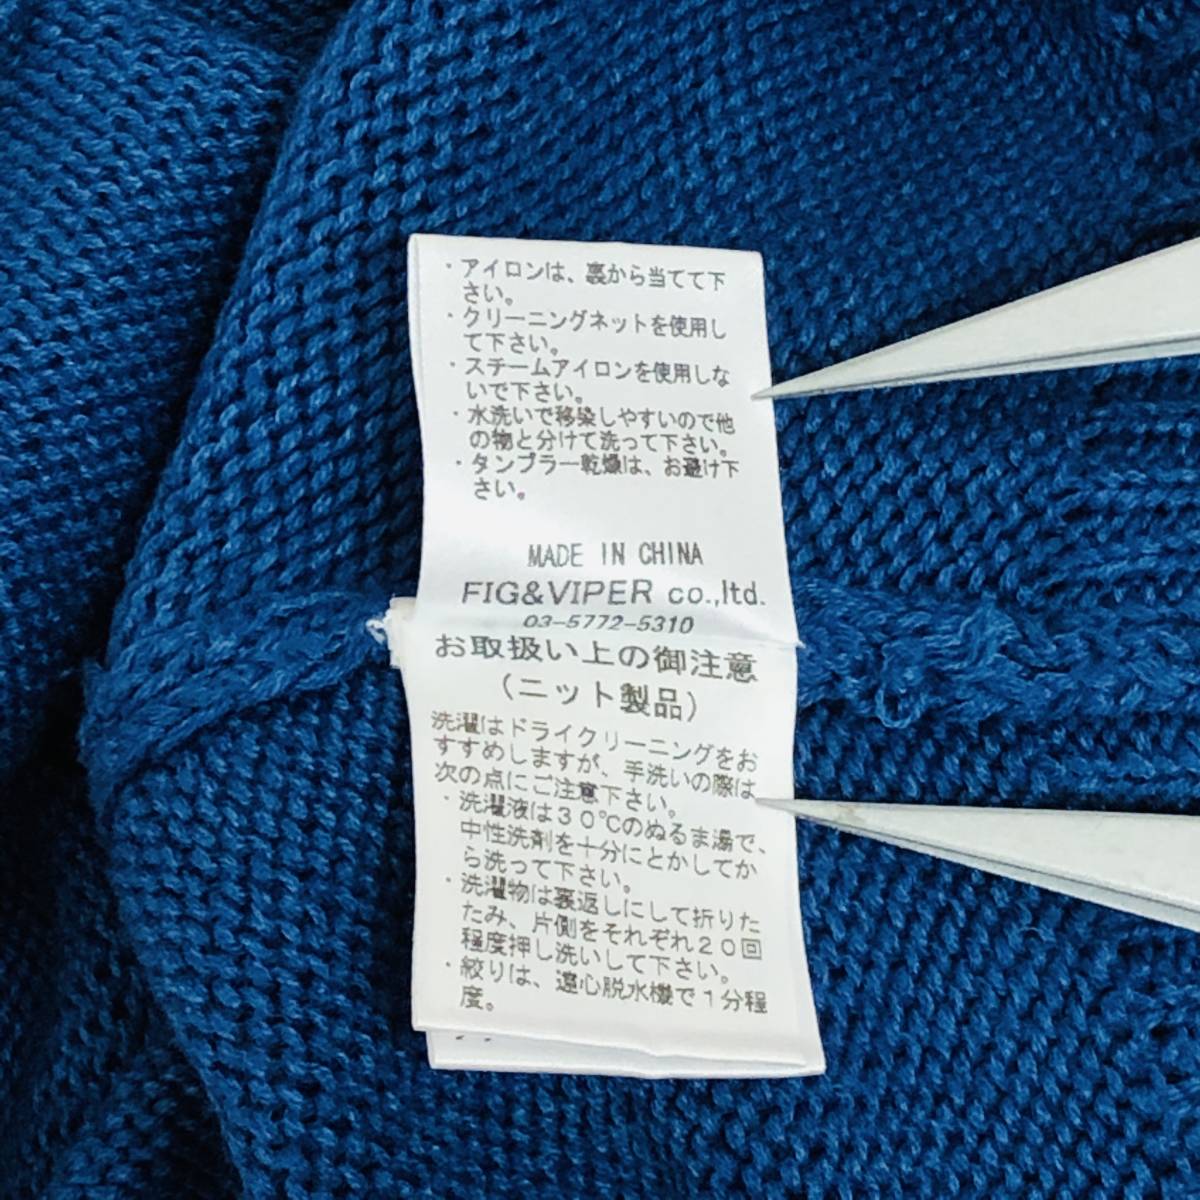 ・アイロンは、裏から当てて下
さい。
・クリーニングネットを使用し
て下さい。
・スチームアイロンを使用しな
いで下さい。
・水洗いで移染しやすいので他
の物と分けて洗って下さい。
・タンブラー乾燥は、お避け下
さい。
MADE IN CHINA
FIG&VIPER co.,ltd.
03-5772-5310
お取扱い上の御注意
（ニット製品）
洗濯はドライクリーニングをお
すすめしますが、手洗いの際は
次の点にご注意下さい。
・洗濯液は３０℃のぬるま湯で、
中性洗剤を十分にとかしてか
ら洗って下さい。
・洗濯物は裏返しにして折りた
たみ、片側をそれぞれ２０回
程度押し洗いして下さい。
・絞りは、遠心脱水機で１分程
度。